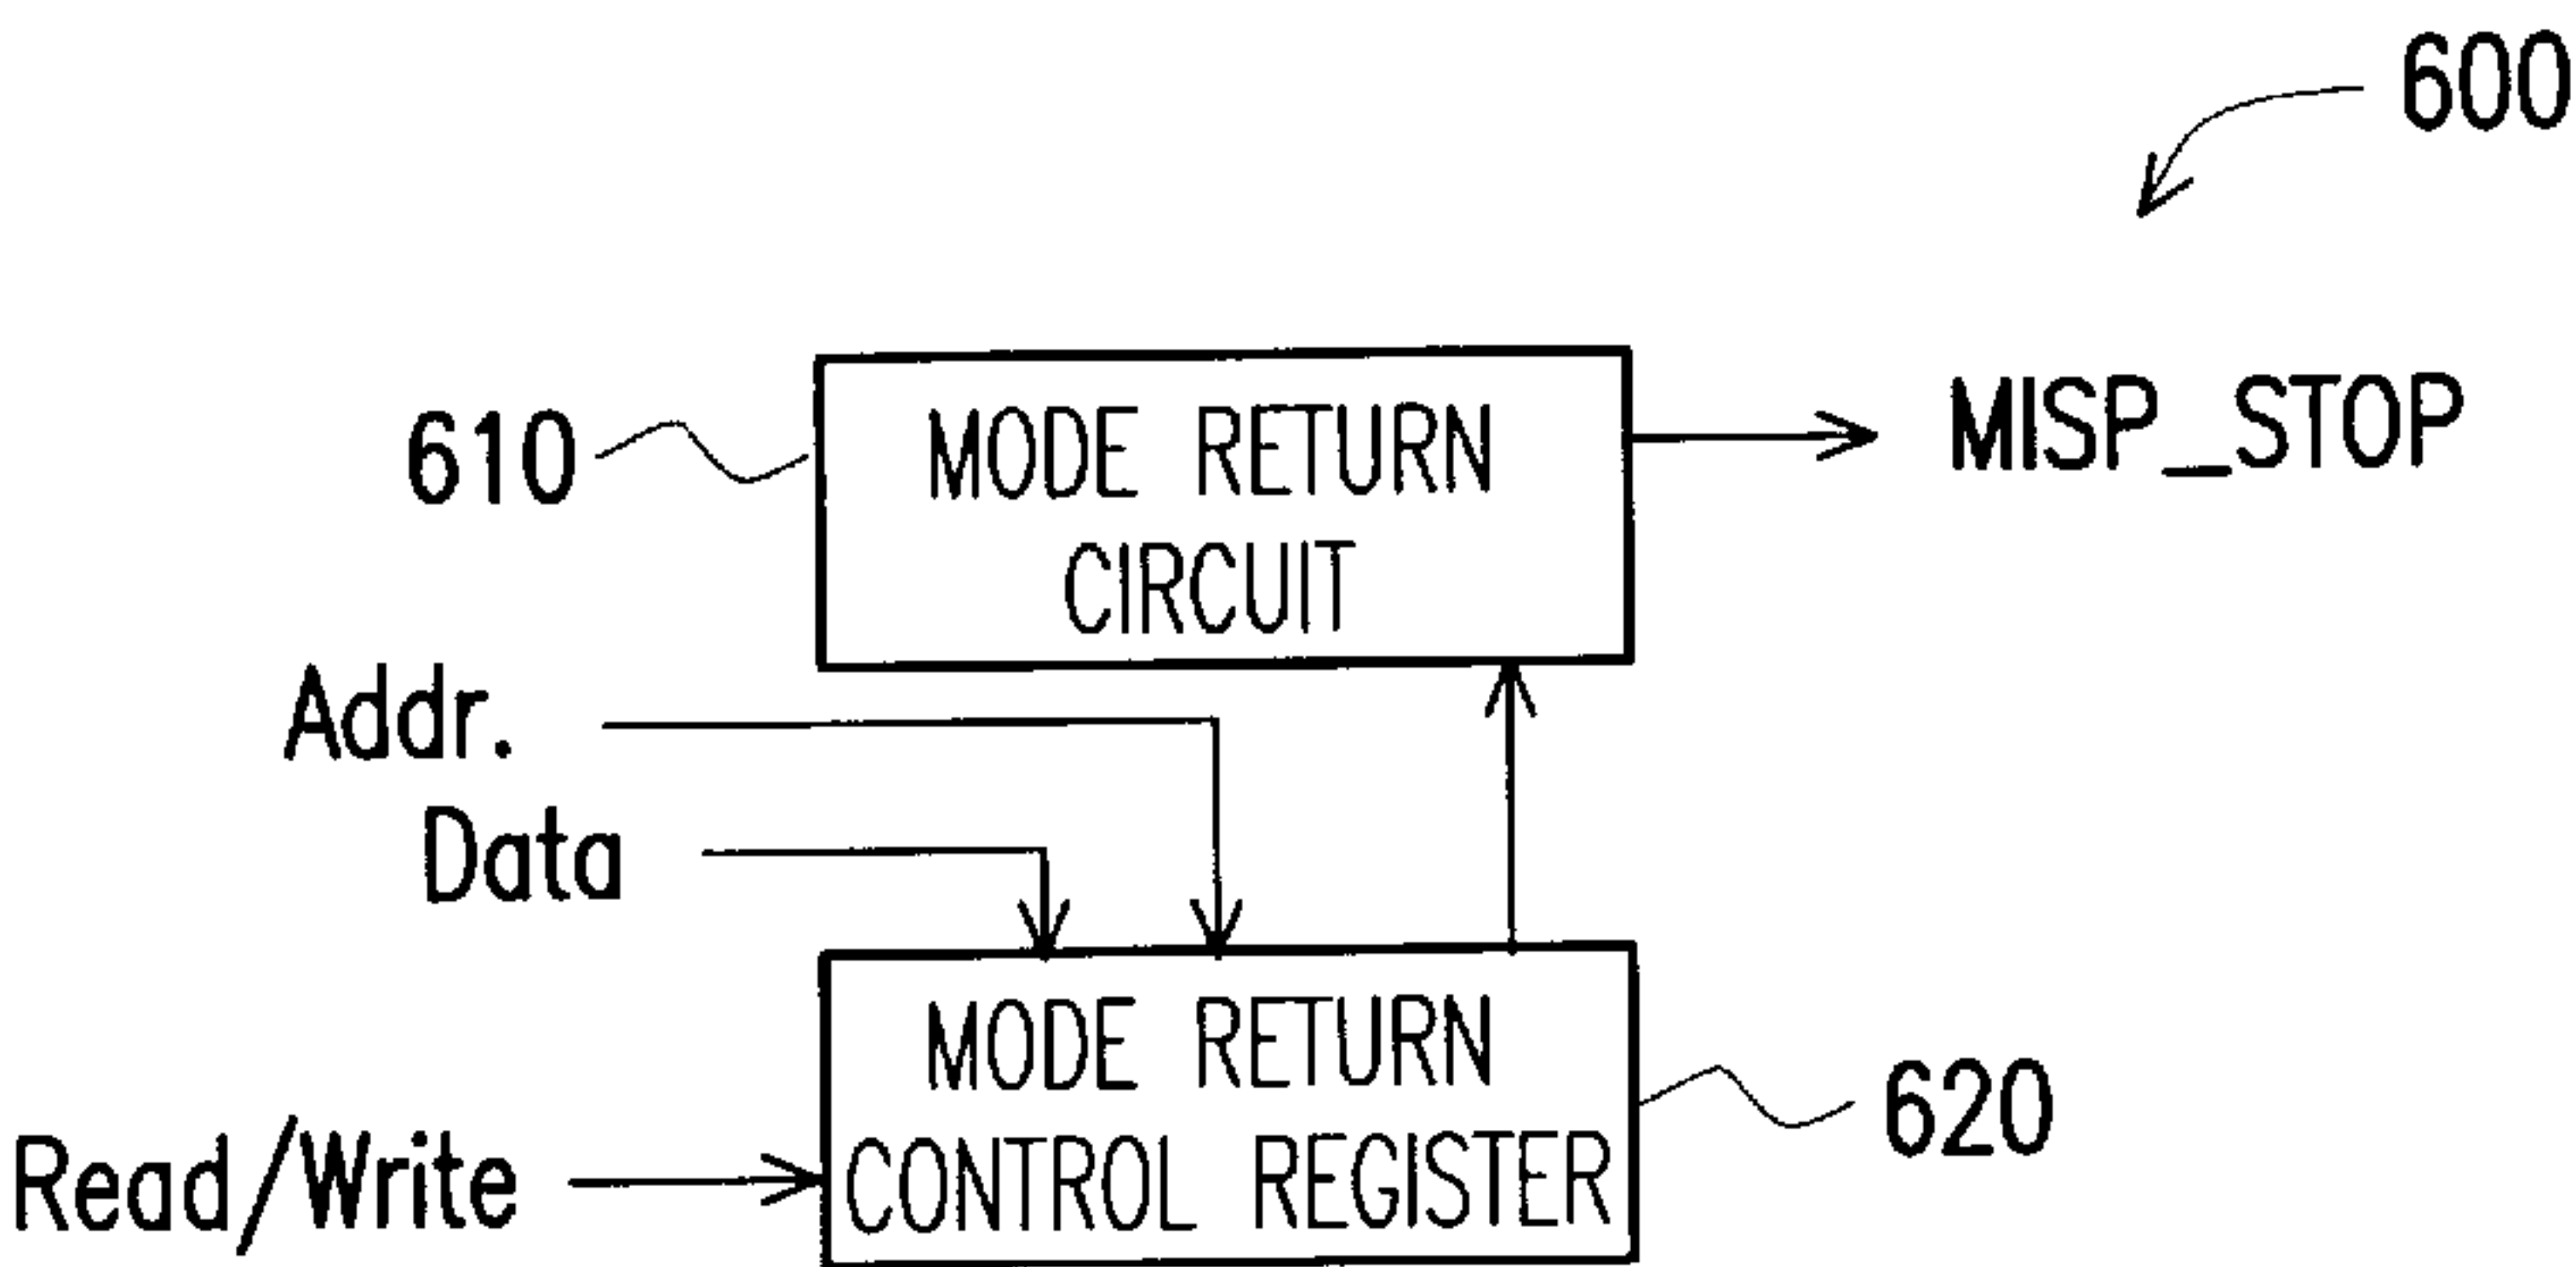 600
610
MODE RETURN
CIRCUIT
MISP_STOP
Addr.
Data
MODE RETURN
CONTROL REGISTER
620
Read/Write